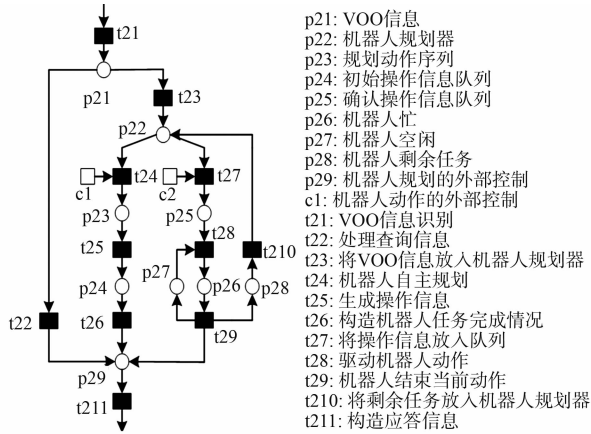 t21
p21
t23
p22
c1
t24
c2
t27
p23
p25
t25
t28
t210
p24
p27
p26
p28
t22
t26
t29
p29
t211
p21: VOO信息
p22: 机器人规划器
p23: 规划动作序列
p24: 初始操作信息队列
p25: 确认操作信息队列
p26: 机器人忙
p27: 机器人空闲
p28: 机器人剩余任务
p29: 机器人规划的外部控制
c1: 机器人动作的外部控制
t21: VOO信息识别
t22: 处理查询信息
t23: 将VOO信息放入机器人规划器
t24: 机器人自主规划
t25: 生成操作信息
t26: 构造机器人任务完成情况
t27: 将操作信息放入队列
t28: 驱动机器人动作
t29: 机器人结束当前动作
t210: 将剩余任务放入机器人规划器
t211: 构造应答信息